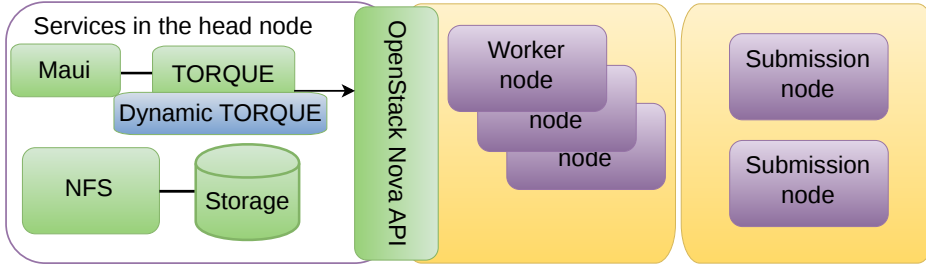 Services in the head node
Maui
TORQUE
Dynamic TORQUE
NFS
Storage
OpenStack Nova API
Worker
node
node
node
Submission
node
Submission
node